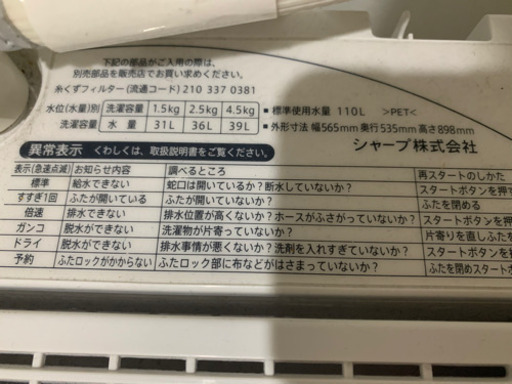 下記の部品がご入用の際は、
別売部品を販売店でお買い求めください。
糸くずフィルター(流通コード) 210 337 0381
水位(水量)別 洗濯容量 1.5kg 2.5kg 4.5kg
洗濯容量 水 量 31L 36L 39L
■標準使用水量 110L >PET<
■外形寸法 幅565mm 奥行535mm 高さ898mm
シャープ株式会社
異常表示 くわしくは、取扱説明書をご覧ください。
表示(急速点滅) お知らせ内容 調べるところ 再スタートのしかた
標準 給水できない 蛇口は開いているか?断水していないか? スタートボタンを押す
すすぎ1回 ふたが開いている ふたが開いていないか? ふたを閉める
倍速 排水できない 排水位置が高くないか?ホースがふさがっていないか? スタートボタンを押
ガンコ 脱水ができない 洗濯物が片寄っていないか? 片寄りを直しふた
ドライ 脱水ができない 排水事情が悪くないか?洗剤を入れすぎていないか? スタートボタンを押
予約 ふたロックがかからない ふたロック部に布などがはさまっていないか? ふたを閉めスタート